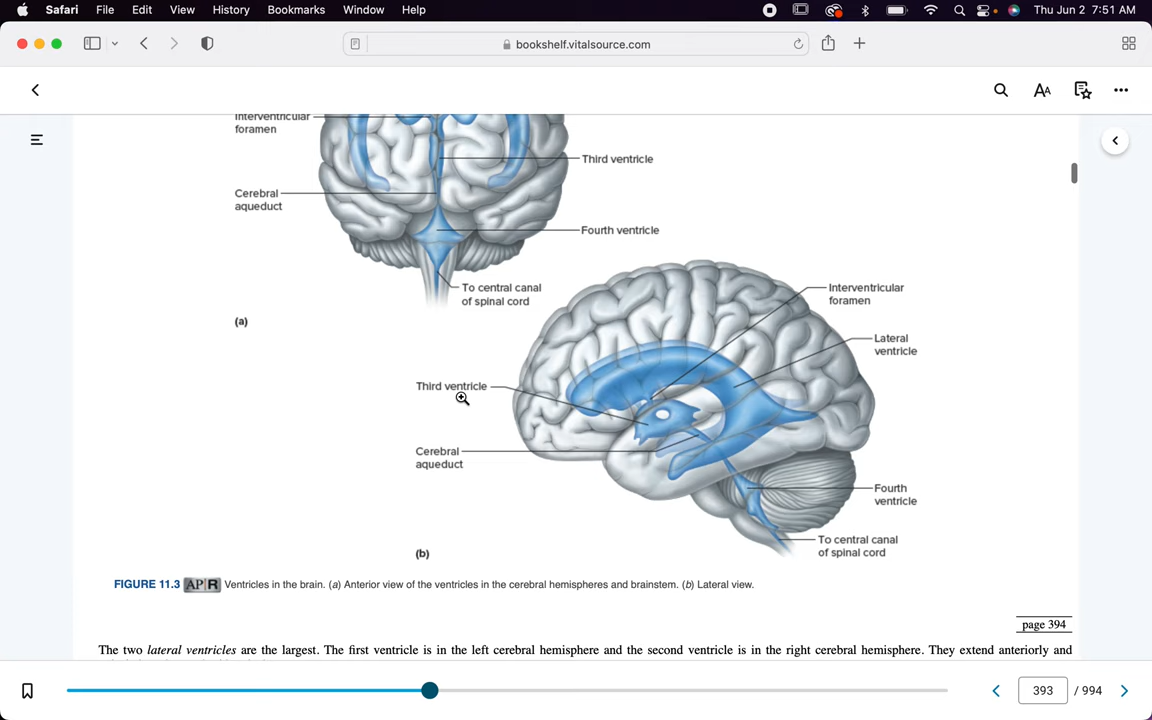 Safari File Edit View History Bookmarks Window Help Thu Jun 2 7:51 AM
bookshelf.vitalsource.com
AA
Interventricular
foramen
Third ventricle
Cerebral
aqueduct
Fourth ventricle
To central canal
of spinal cord
(a)
Interventricular
foramen
Lateral
ventricle
Third ventricle
Cerebral
aqueduct
Fourth
ventricle
To central canal
of spinal cord
(b)
FIGURE 11.3 AP|R Ventricles in the brain. (a) Anterior view of the ventricles in the cerebral hemispheres and brainstem. (b) Lateral view.
page 394
The two lateral ventricles are the largest. The first ventricle is in the left cerebral hemisphere and the second ventricle is in the right cerebral hemisphere. They extend anteriorly and
393 / 994